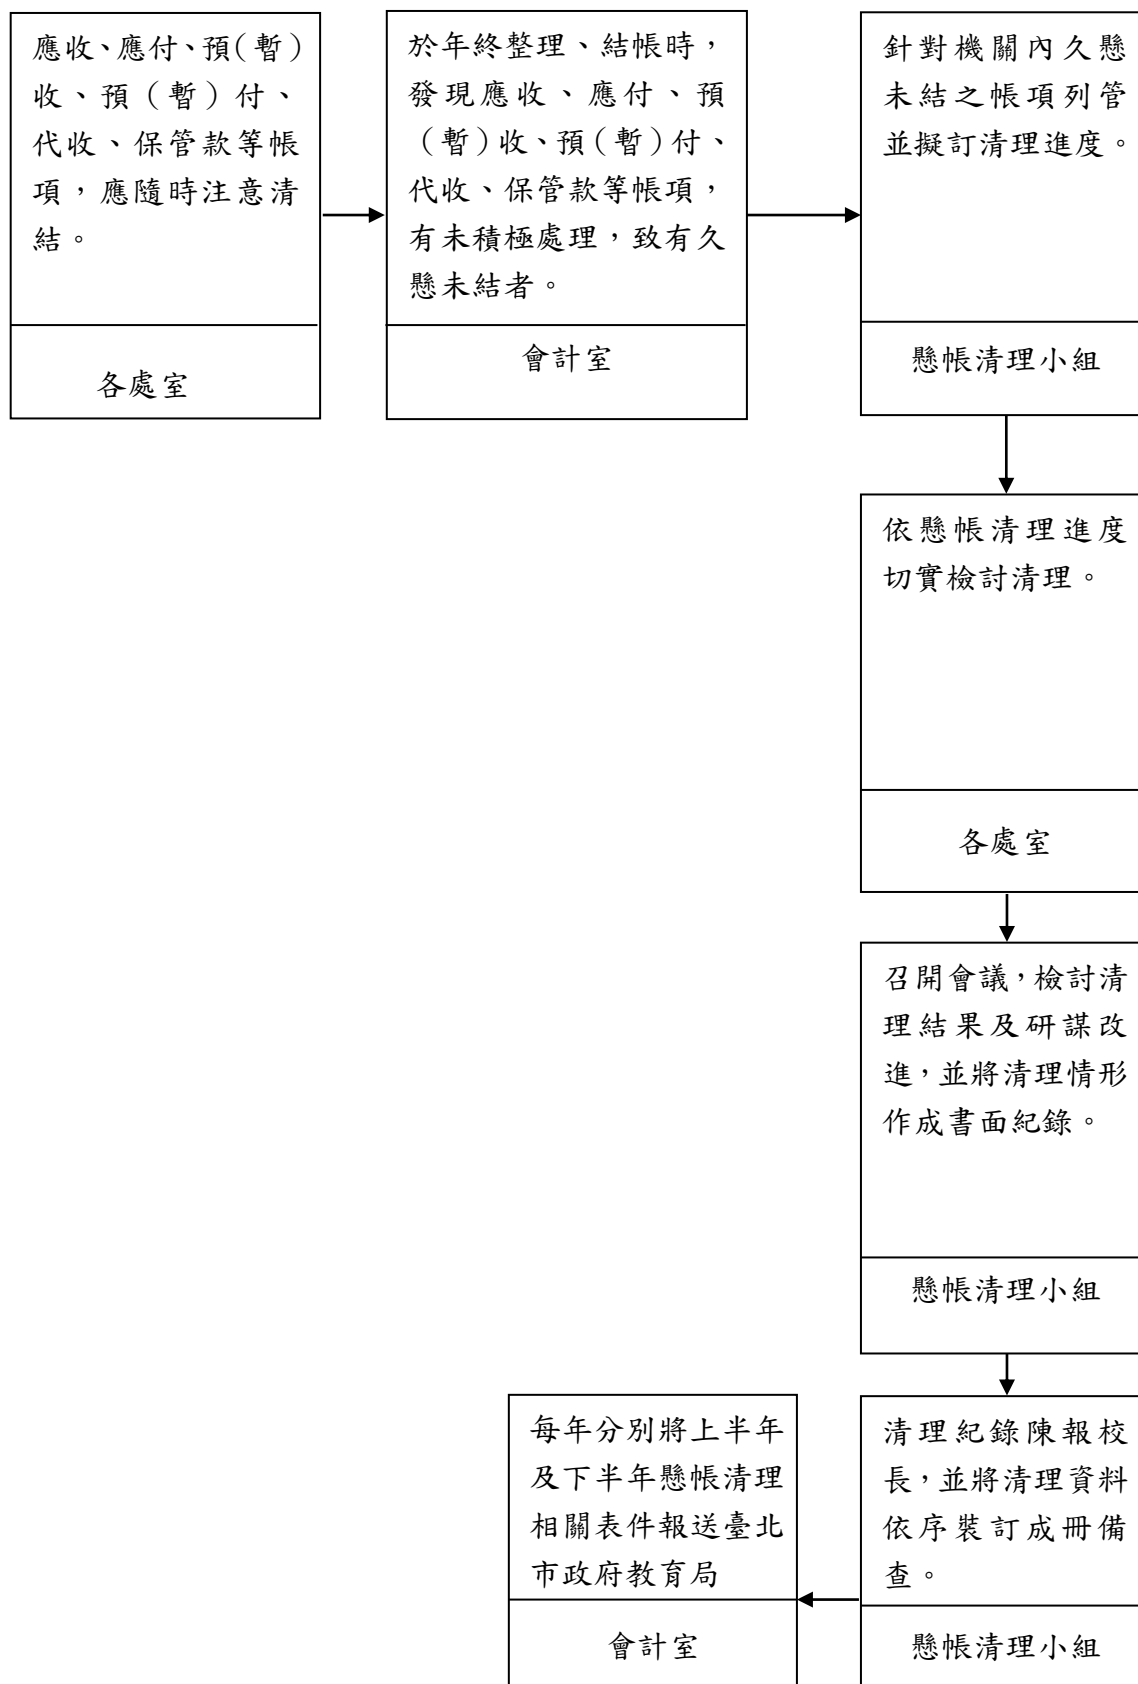 應收、應付、預(暫)
收、預（暫）付、
代收、保管款等帳
項，應隨時注意清
結。
各處室
於年終整理、結帳時，
發現應收、應付、預
（暫）收、預（暫）付、
代收、保管款等帳項，
有未積極處理，致有久
懸未結者。
會計室
針對機關內久懸
未結之帳項列管
並擬訂清理進度。
懸帳清理小組
依懸帳清理進度
切實檢討清理。
各處室
召開會議，檢討清
理結果及研謀改
進，並將清理情形
作成書面紀錄。
懸帳清理小組
清理紀錄陳報校
長，並將清理資料
依序裝訂成冊備
查。
懸帳清理小組
每年分別將上半年
及下半年懸帳清理
相關表件報送臺北
市政府教育局
會計室